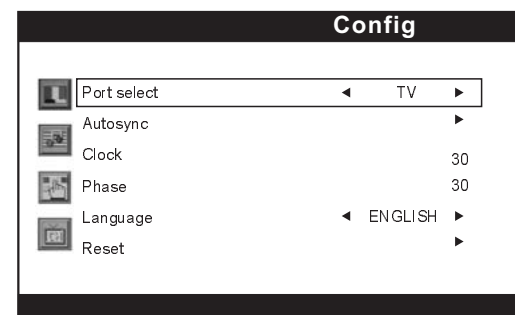 Config
Port select ◀ TV ▶
Autosync ▶
Clock 30
Phase 30
Language ◀ ENGLISH ▶
Reset ▶